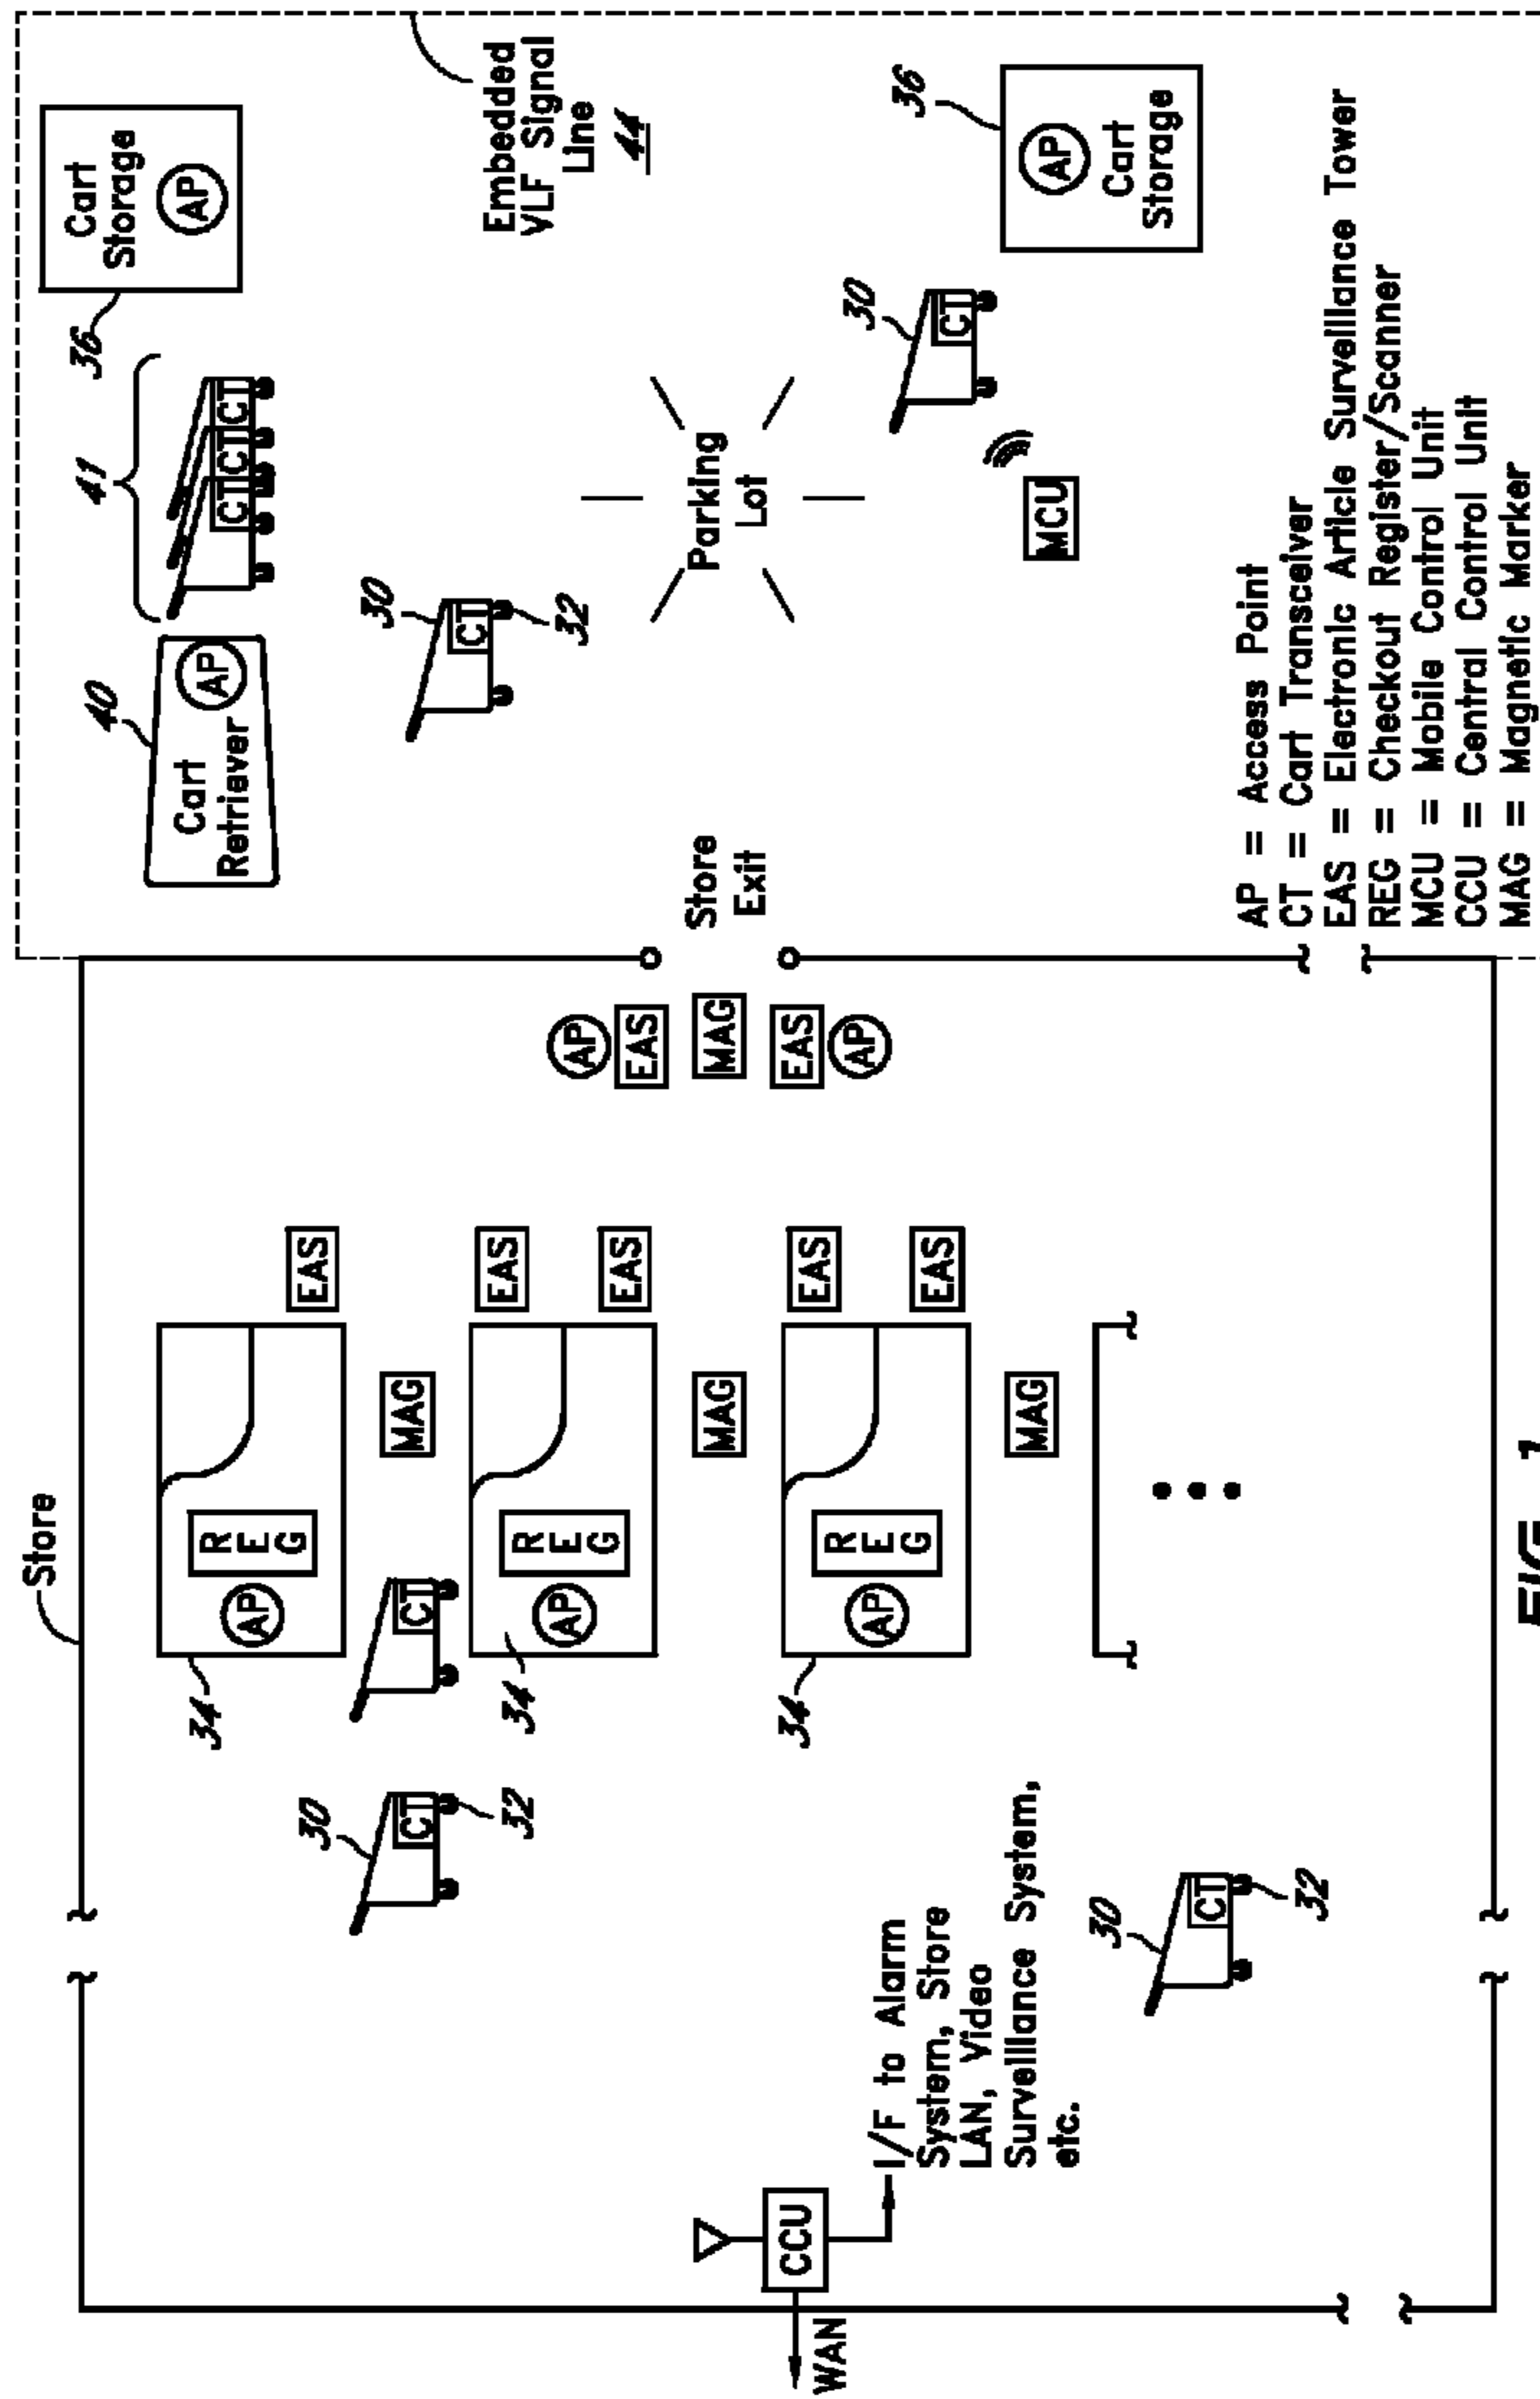 Store
34
REG
AP
EAS
30
CT
32
CT
MAG
34
REG
AP
EAS
EAS
MAG
34
REG
AP
EAS
EAS
MAG
WAN
CCU
I/F to Alarm
System, Store
LAN, Video
Surveillance System,
etc.
30
CT
32
AP
EAS
MAG
EAS
AP
Store
Exit
40
Cart
Retriever
AP
41
CT
CT
CT
36
Cart
Storage
AP
30
CT
32
Embedded
VLF Signal
Line
44
Parking
Lot
30
CT
MCU
36
AP
Cart
Storage
AP = Access Point
CT = Cart Transceiver
EAS = Electronic Article Surveillance Tower
REG = Checkout Register/Scanner
MCU = Mobile Control Unit
CCU = Central Control Unit
MAG = Magnetic Marker
FIG. 1